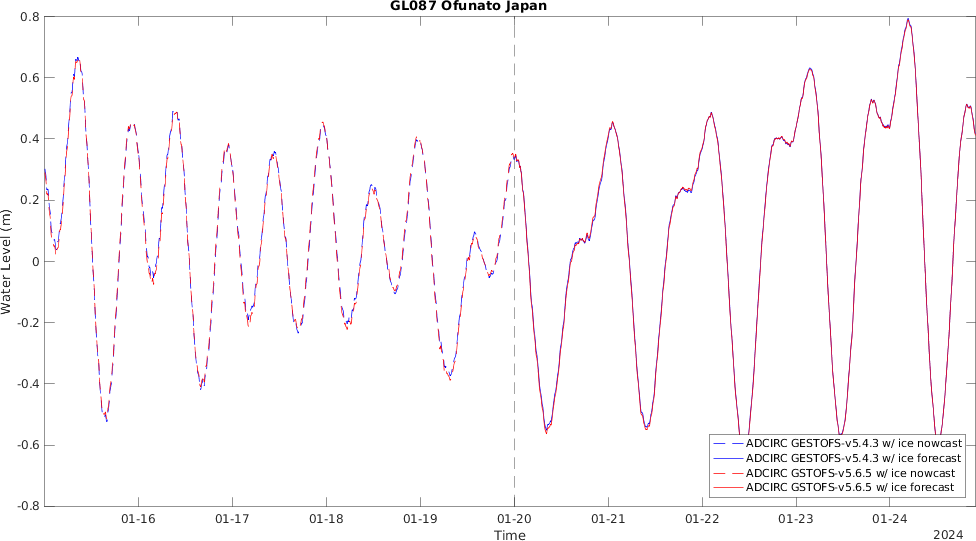 GL087 Ofunato Japan
0.8
0.6
0.4
0.2
0
-0.2
-0.4
-0.6
-0.8
Water Level (m)
01-16 01-17 01-18 01-19 01-20 01-21 01-22 01-23 01-24
Time
2024
ADCIRC GESTOFS-v5.4.3 w/ ice nowcast
ADCIRC GESTOFS-v5.4.3 w/ ice forecast
ADCIRC GSTOFS-v5.6.5 w/ ice nowcast
ADCIRC GSTOFS-v5.6.5 w/ ice forecast